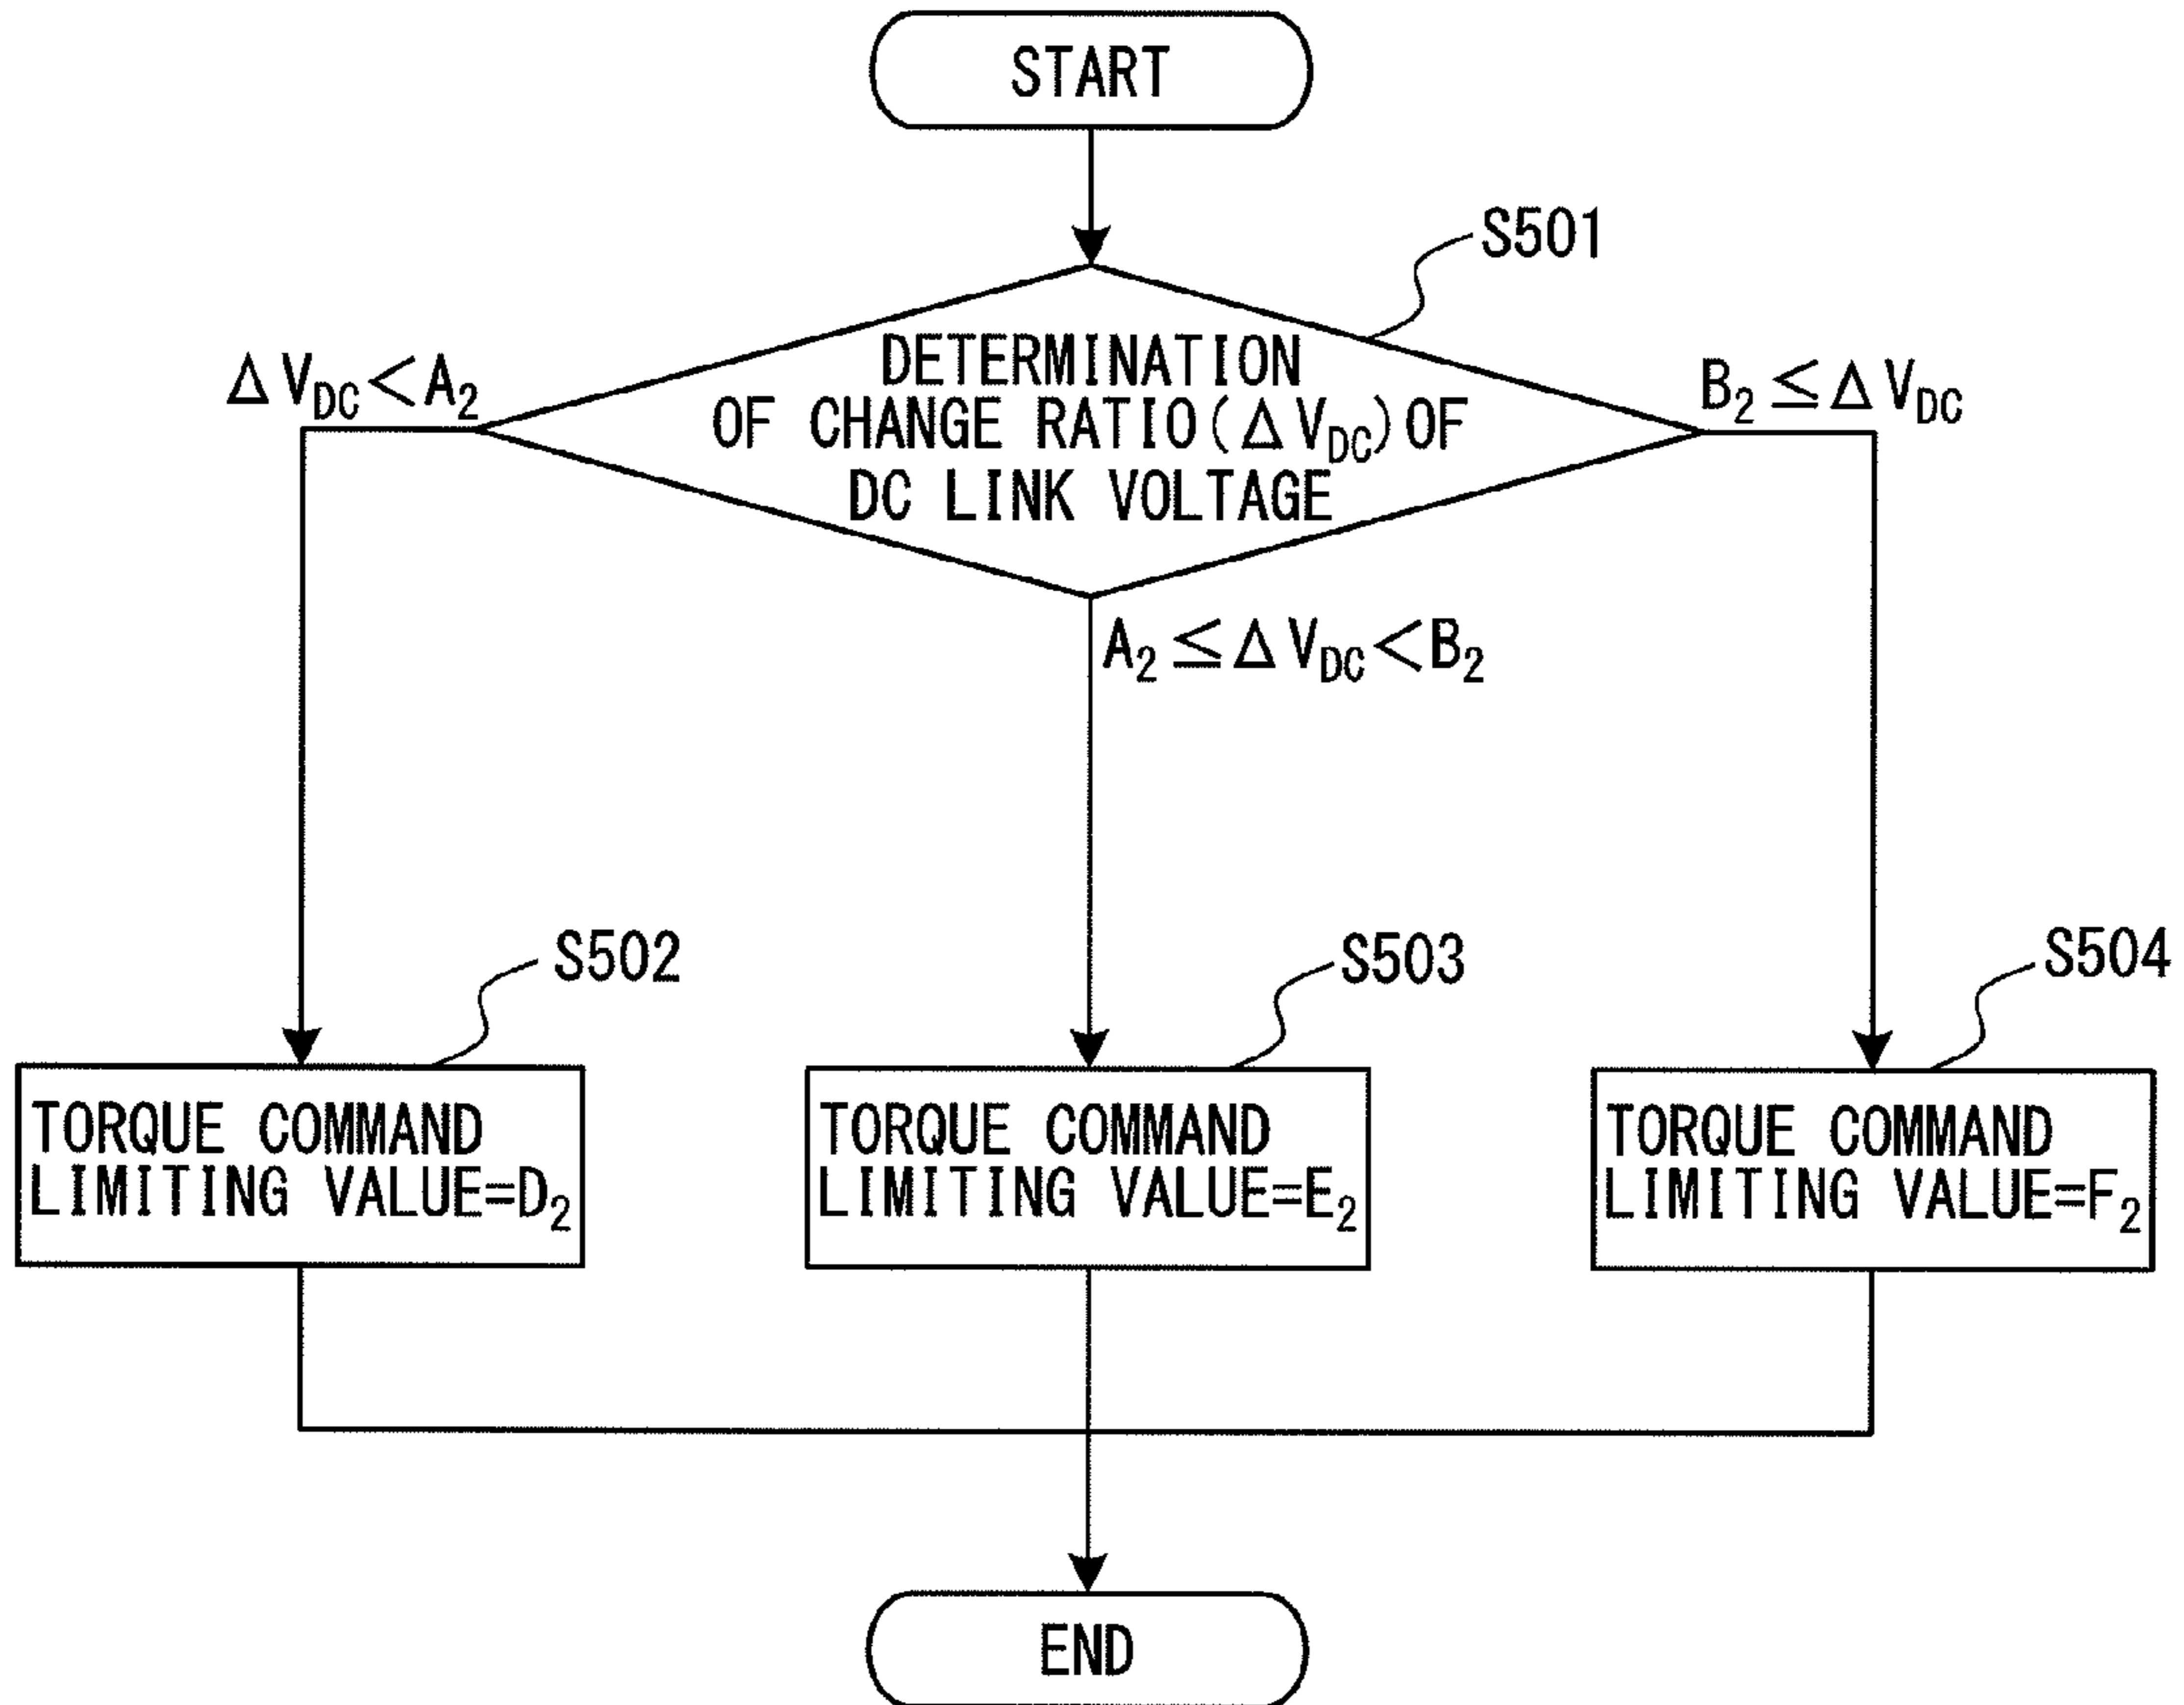 START
S501
DETERMINATION
OF CHANGE RATIO(ΔV_DC)OF
DC LINK VOLTAGE
ΔV_DC<A_2
B_2≦ΔV_DC
A_2≦ΔV_DC<B_2
S502
S503
S504
TORQUE COMMAND
LIMITING VALUE=D_2
TORQUE COMMAND
LIMITING VALUE=E_2
TORQUE COMMAND
LIMITING VALUE=F_2
END